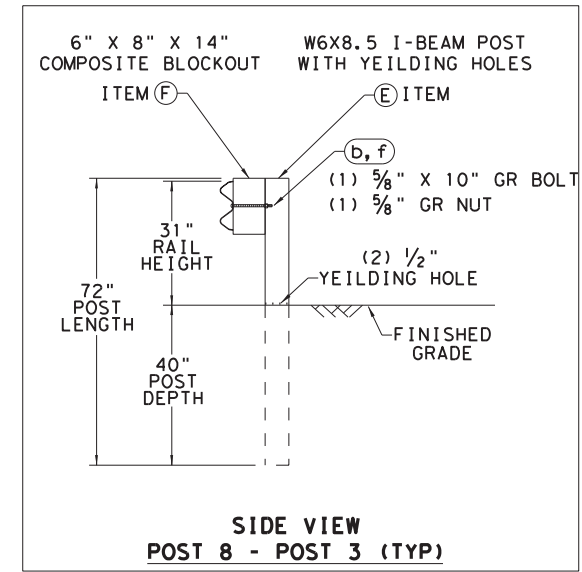 6" X 8" X 14"
COMPOSITE BLOCKOUT
ITEM F
W6X8.5 I-BEAM POST
WITH YEILDING HOLES
E ITEM
b, f
(1) 5/8" X 10" GR BOLT
(1) 5/8" GR NUT
31"
RAIL
HEIGHT
(2) 1/2"
YEILDING HOLE
72"
POST
LENGTH
FINISHED
GRADE
40"
POST
DEPTH
SIDE VIEW
POST 8 - POST 3 (TYP)